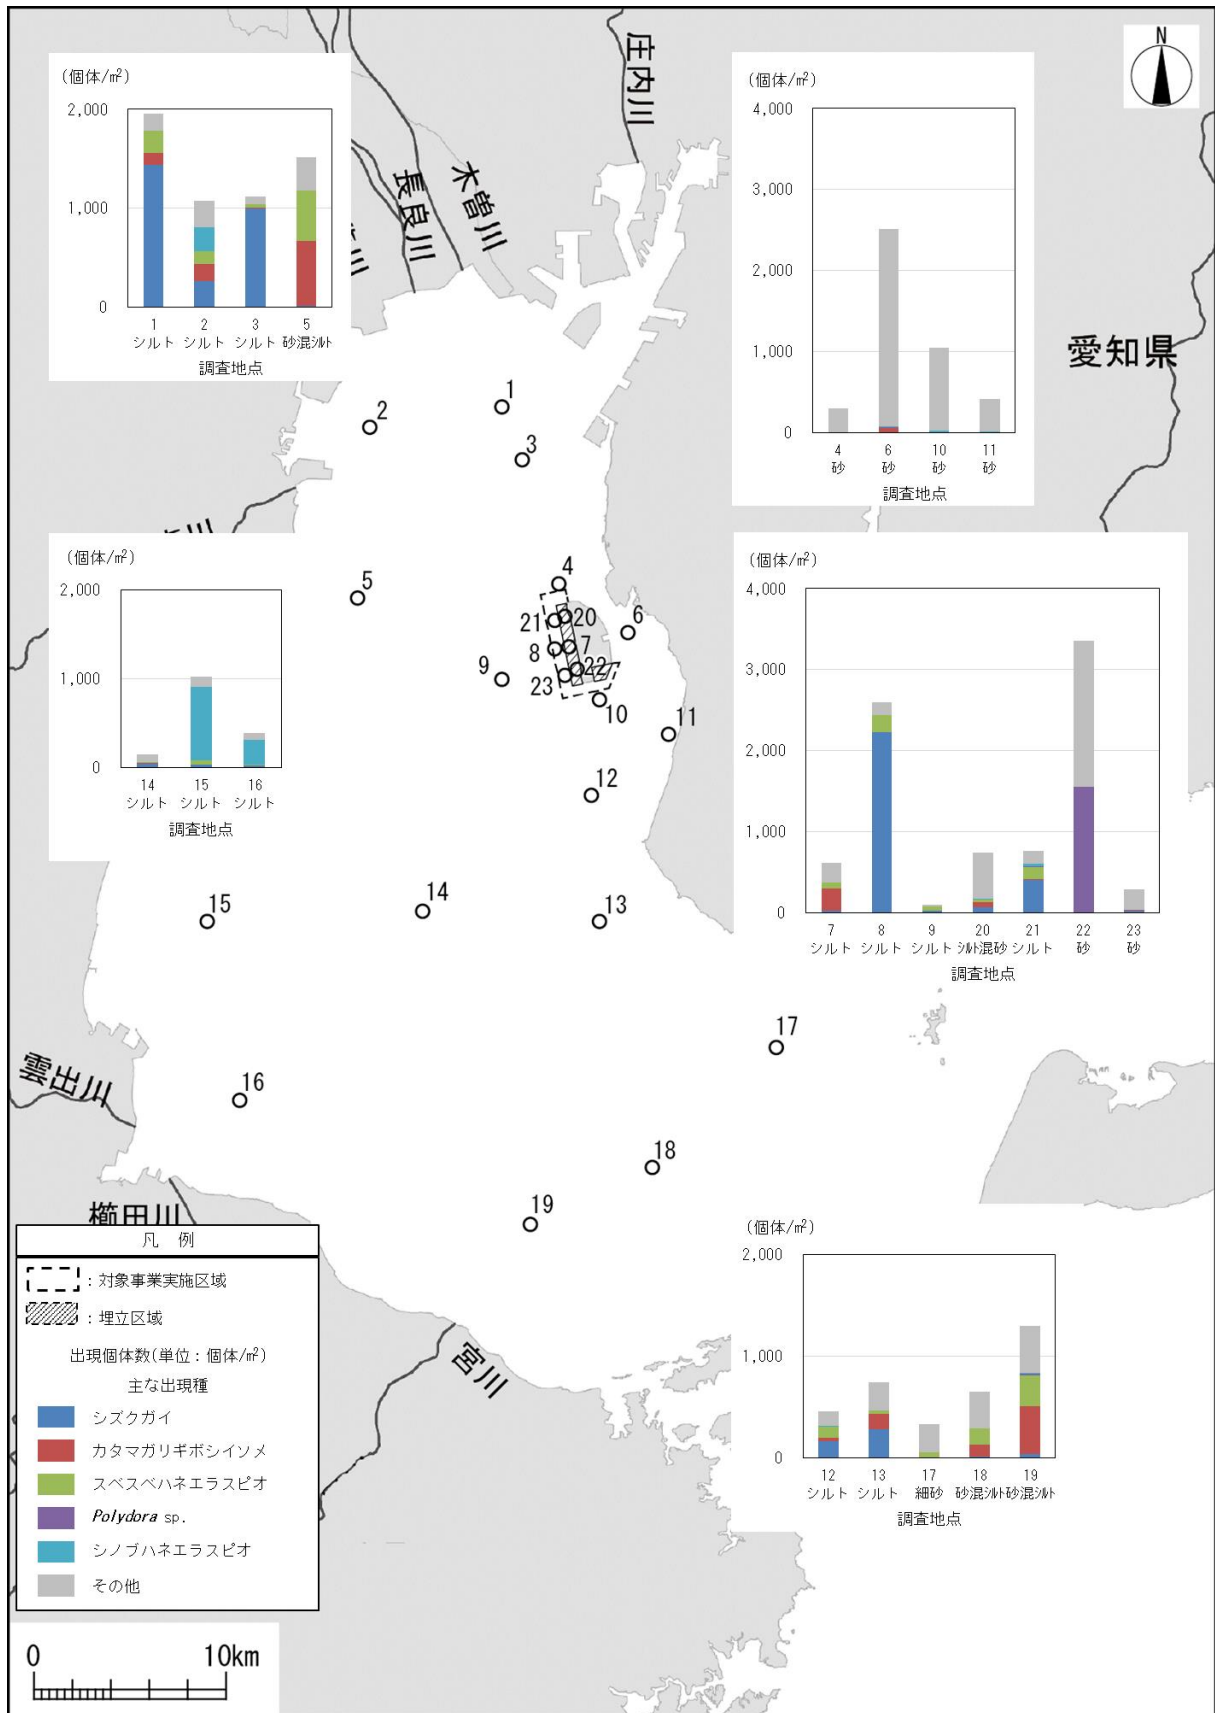 (個体/㎡)
2,000
1,000
0
1 2 3 5
シルト シルト シルト 砂混シルト
調査地点
庄内川
木曽川
長良川
(個体/㎡)
4,000
3,000
2,000
1,000
0
4 6 10 11
砂 砂 砂 砂
調査地点
N
愛知県
1
2
3
4
5
6
20
21
7
8
9
22
23
10
11
12
13
14
15
16
17
18
19
(個体/㎡)
2,000
1,000
0
14 15 16
シルト シルト シルト
調査地点
(個体/㎡)
4,000
3,000
2,000
1,000
0
7 8 9 20 21 22 23
シルト シルト シルト シルト混砂 シルト 砂 砂
調査地点
雲出川
櫛田川
宮川
(個体/㎡)
2,000
1,000
0
12 13 17 18 19
シルト シルト 細砂 砂混シルト 砂混シルト
調査地点
凡 例
:対象事業実施区域
:埋立区域
出現個体数(単位:個体/㎡)
主な出現種
シズクガイ
カタマガリギボシイソメ
スベスベハネエラスピオ
Polydora sp.
シノブハネエラスピオ
その他
0 10km